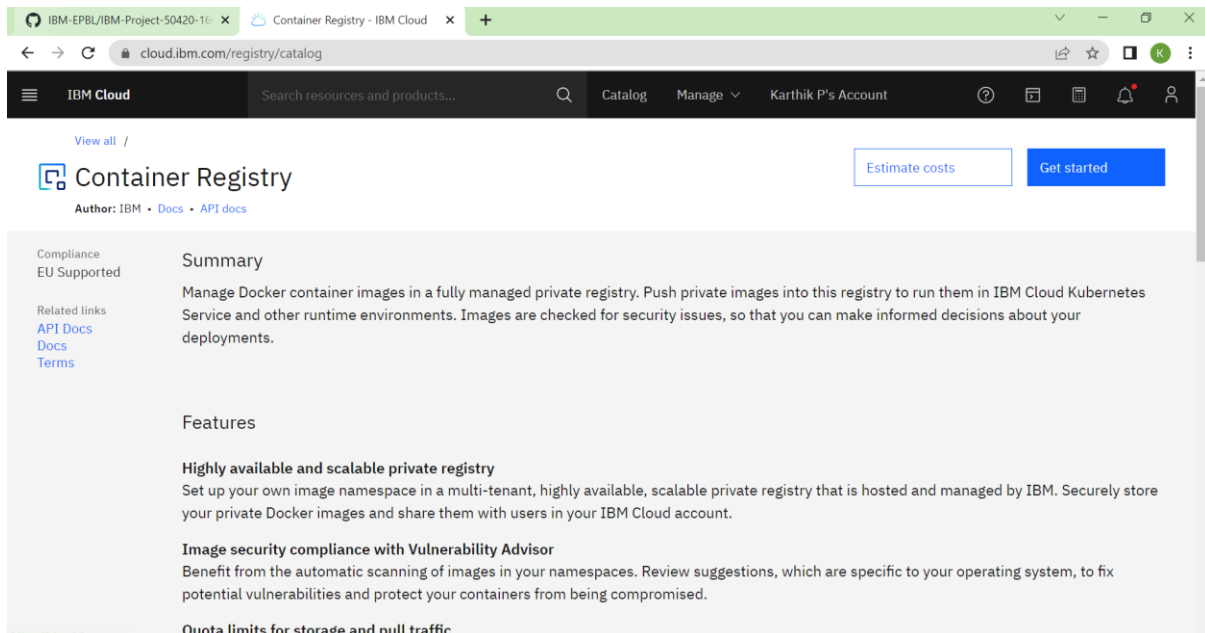 IBM-EPBL/IBM-Project-50420-16
Container Registry - IBM Cloud
cloud.ibm.com/registry/catalog
K
IBM Cloud
Search resources and products...
Catalog
Manage
Karthik P's Account
View all /
Container Registry
Estimate costs
Get started
Author: IBM • Docs • API docs
Compliance
EU Supported
Related links
API Docs
Docs
Terms
Summary
Manage Docker container images in a fully managed private registry. Push private images into this registry to run them in IBM Cloud Kubernetes
Service and other runtime environments. Images are checked for security issues, so that you can make informed decisions about your
deployments.
Features
Highly available and scalable private registry
Set up your own image namespace in a multi-tenant, highly available, scalable private registry that is hosted and managed by IBM. Securely store
your private Docker images and share them with users in your IBM Cloud account.
Image security compliance with Vulnerability Advisor
Benefit from the automatic scanning of images in your namespaces. Review suggestions, which are specific to your operating system, to fix
potential vulnerabilities and protect your containers from being compromised.
Quota limits for storage and pull traffic